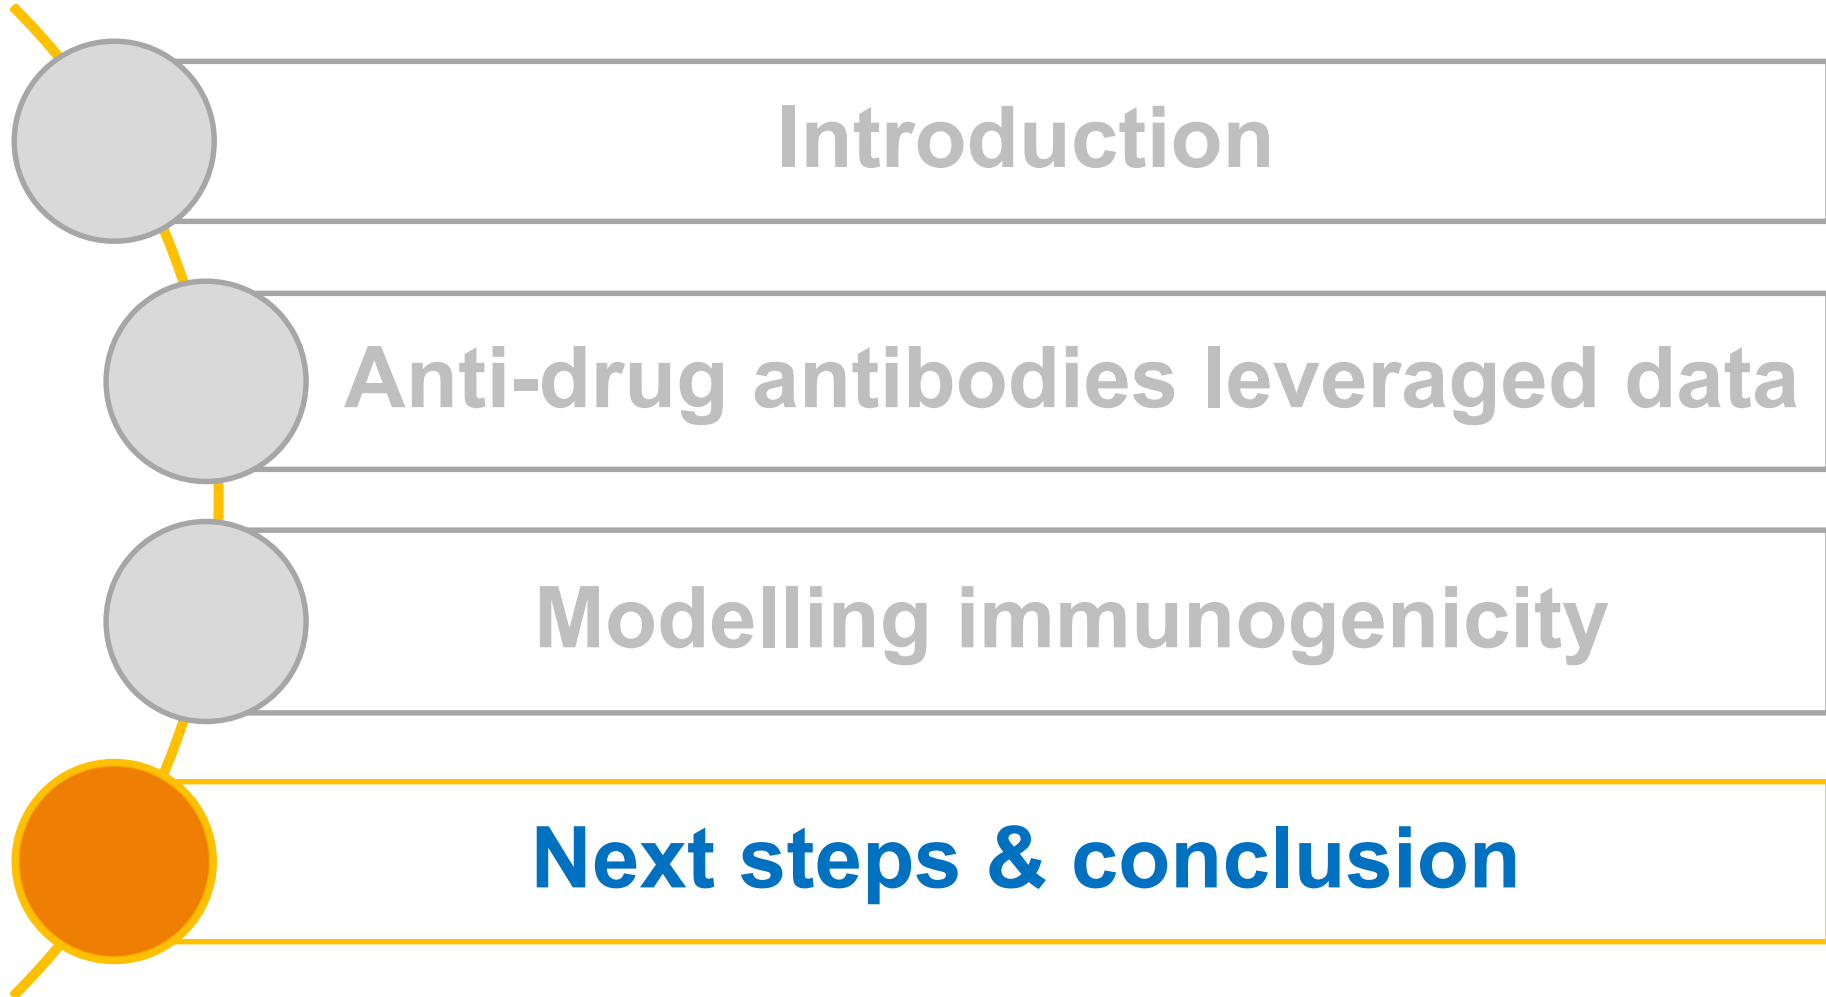 Introduction
Anti-drug antibodies leveraged data
Modelling immunogenicity
Next steps & conclusion